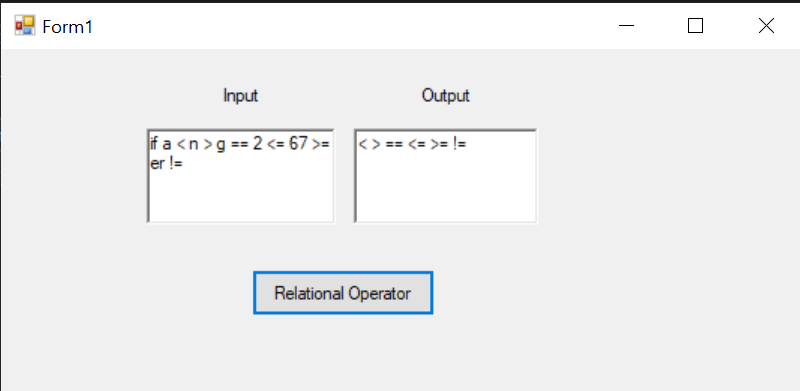 Form1
Input
Output
if a < n > g == 2 <= 67 >=
er !=
< > == <= >= !=
Relational Operator